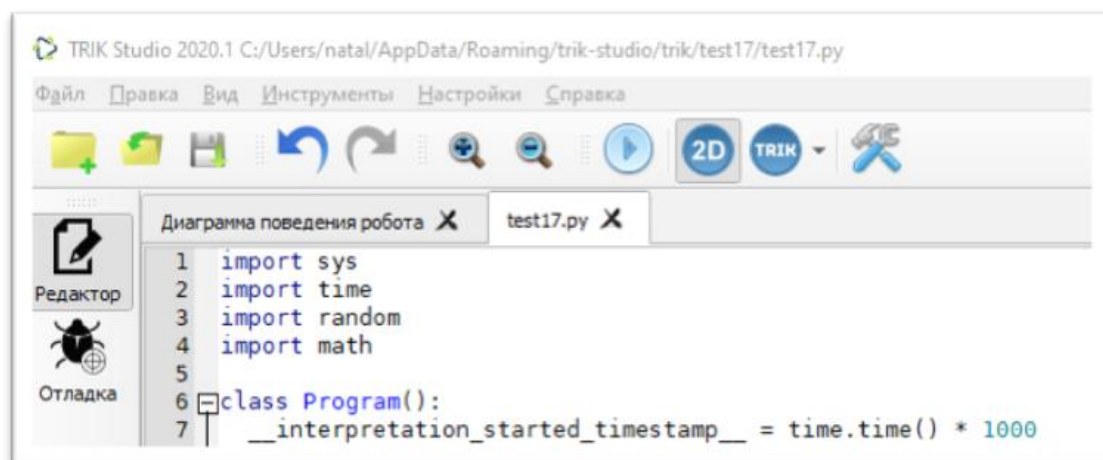 TRIK Studio 2020.1 C:/Users/natal/AppData/Roaming/trik-studio/trik/test17/test17.py
Файл Правка Вид Инструменты Настройки Справка
2D TRIK
Диаграмма поведения робота X test17.py X
Редактор
Отладка
1 import sys
2 import time
3 import random
4 import math
5
6 class Program():
7 __interpretation_started_timestamp__ = time.time() * 1000